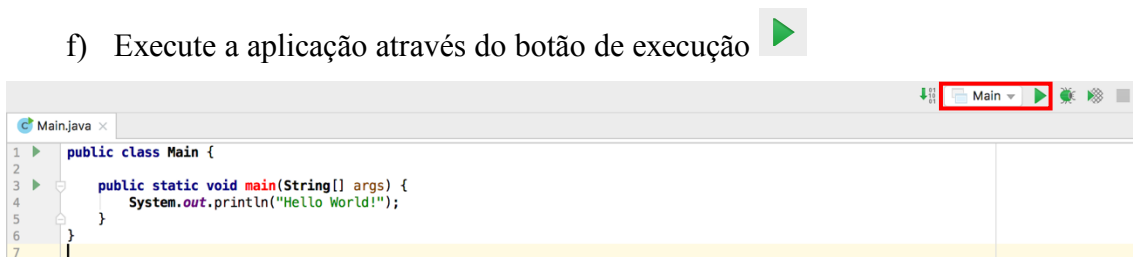 f) Execute a aplicação através do botão de execução
Main
Main.java
1 public class Main {
2
3 public static void main(String[] args) {
4 System.out.println("Hello World!");
5 }
6 }
7